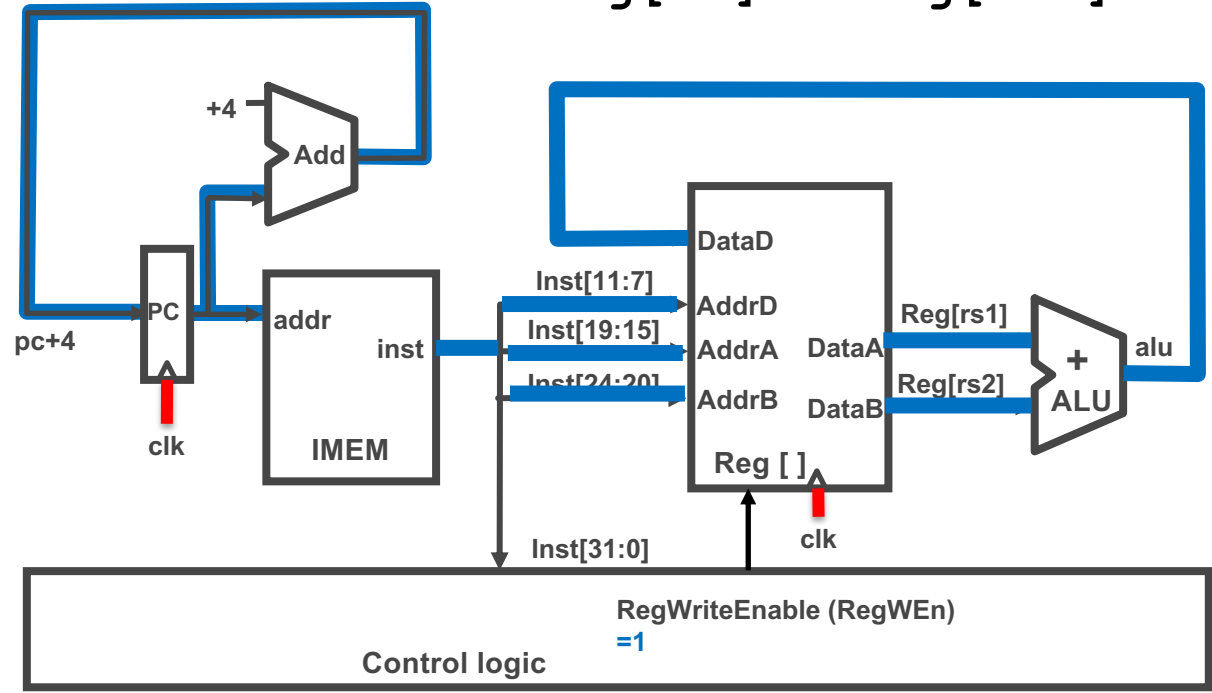 +4
Add
DataD
Inst[11:7]
AddrD
PC
addr
Inst[19:15]
Reg[rs1]
pc+4
inst
AddrA
DataA
+
alu
Inst[24:20]
AddrB
Reg[rs2]
DataB
ALU
clk
IMEM
Reg [ ]
clk
Inst[31:0]
RegWriteEnable (RegWEn)
=1
Control logic